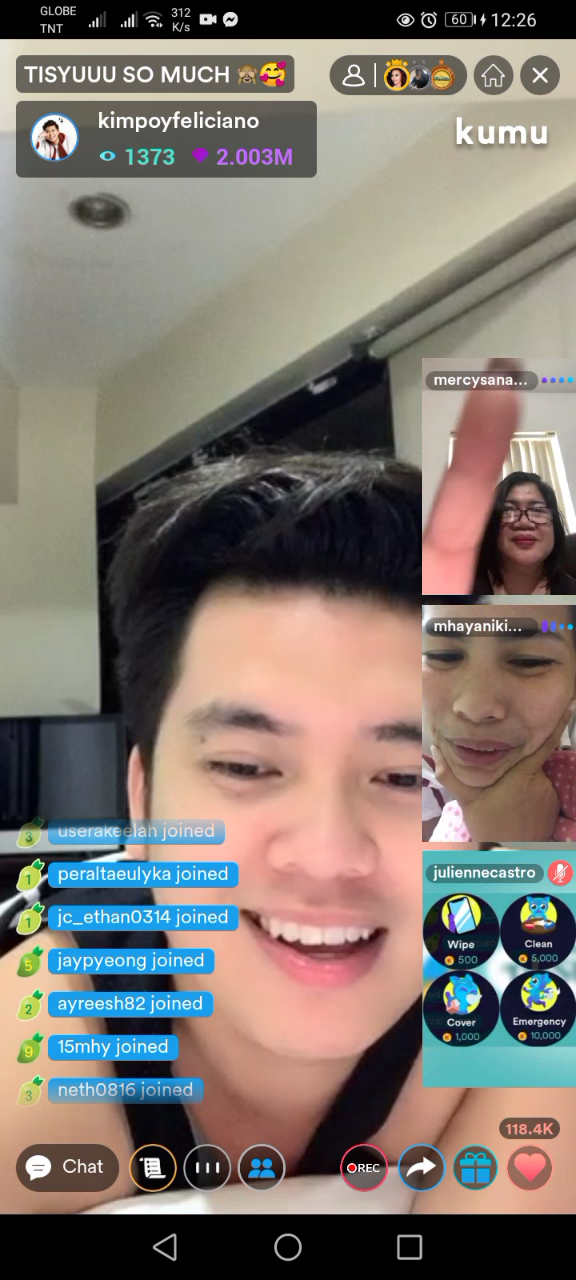 GLOBE
TNT
312
K/s
60
12:26
TISYUUU SO MUCH 🙈🥰
kimpoyfeliciano
1373
2.003M
kumu
mercysana...
mhayaniki...
juliennecastro
Wipe
500
Clean
5,000
Cover
1,000
Emergency
10,000
3
userakeelah joined
1
peraltaeulyka joined
1
jc_ethan0314 joined
5
jaypyeong joined
2
ayreesh82 joined
9
15mhy joined
3
neth0816 joined
118.4K
Chat
REC